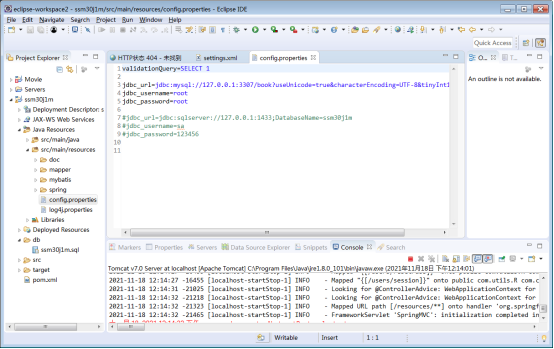 eclipse-workspace2 - ssm30j1m/src/main/resources/config.properties - Eclipse IDE
File Edit Navigate Search Project Run Window Help
Quick Access
Project Explorer
Movie
Servers
ssm30j1m
Deployment Descriptor: s
JAX-WS Web Services
Java Resources
src/main/java
src/main/resources
doc
mapper
mybatis
spring
config.properties
log4j.properties
Libraries
Deployed Resources
db
ssm30j1m.sql
src
target
pom.xml
HTTP状态 404 - 未找到
settings.xml
config.properties
1 validationQuery=SELECT 1
2
3 jdbc_url=jdbc:mysql://127.0.0.1:3307/book?useUnicode=true&characterEncoding=UTF-8&tinyInt1
4 jdbc_username=root
5 jdbc_password=root
6
7 #jdbc_url=jdbc:sqlserver://127.0.0.1:1433;DatabaseName=ssm30j1m
8 #jdbc_username=sa
9 #jdbc_password=123456
10
11
O...
An outline is not available.
Markers Properties Servers Data Source Explorer Snippets Console Search
Tomcat v7.0 Server at localhost [Apache Tomcat] C:\Program Files\Java\jre1.8.0_101\bin\javaw.exe (2021年11月18日 下午12:14:01)
2021-11-18 12:14:27 -16455 [localhost-startStop-1] INFO - Mapped "{[/users/session]}" onto public com.utils.R com.c
2021-11-18 12:14:31 -21025 [localhost-startStop-1] INFO - Looking for @ControllerAdvice: WebApplicationContext for
2021-11-18 12:14:32 -21218 [localhost-startStop-1] INFO - Looking for @ControllerAdvice: WebApplicationContext for
2021-11-18 12:14:32 -21323 [localhost-startStop-1] INFO - Mapped URL path [/resources/**] onto handler 'org.springf
2021-11-18 12:14:32 -21465 [localhost-startStop-1] INFO - FrameworkServlet 'SpringMVC': initialization completed in
Writable
Insert
1 : 1